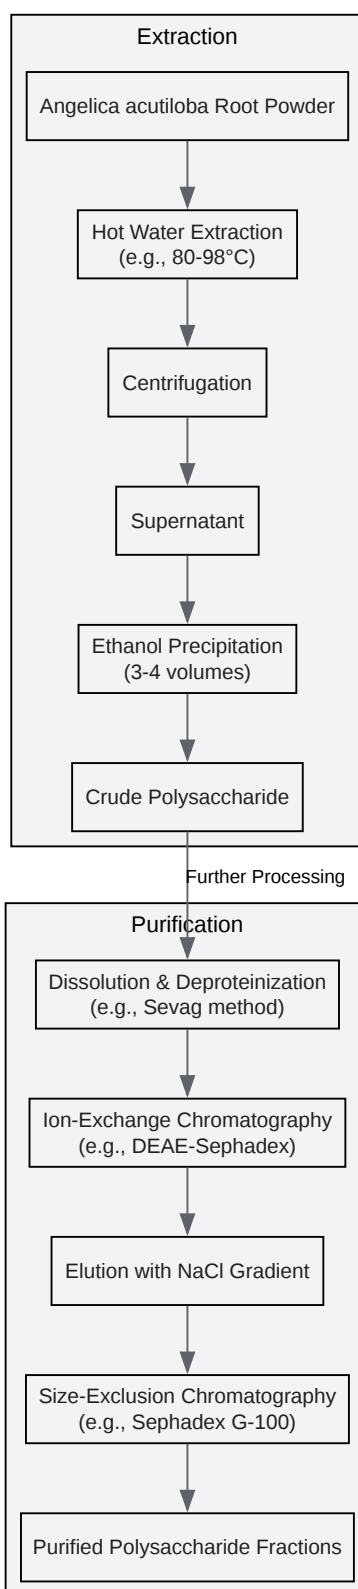 Extraction
Angelica acutiloba Root Powder
Hot Water Extraction
(e.g., 80-98°C)
Centrifugation
Supernatant
Ethanol Precipitation
(3-4 volumes)
Crude Polysaccharide
Further Processing
Purification
Dissolution & Deproteinization
(e.g., Sevag method)
Ion-Exchange Chromatography
(e.g., DEAE-Sephadex)
Elution with NaCl Gradient
Size-Exclusion Chromatography
(e.g., Sephadex G-100)
Purified Polysaccharide Fractions